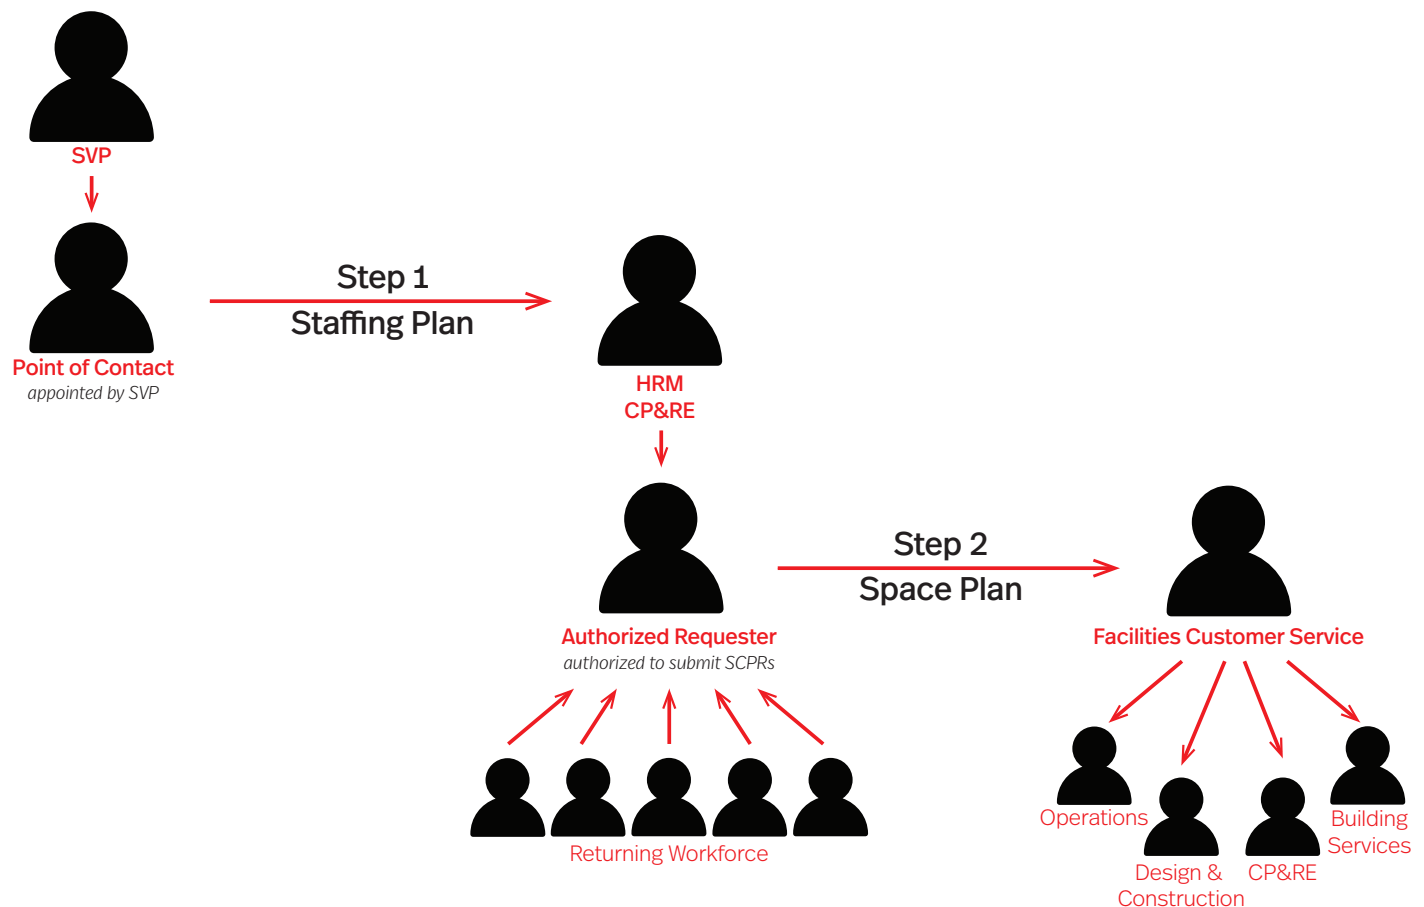 SVP
Point of Contact
appointed by SVP
Step 1
Staffing Plan
HRM
CP&RE
Authorized Requester
authorized to submit SCPRs
Returning Workforce
Step 2
Space Plan
Facilities Customer Service
Operations
Design &
Construction
CP&RE
Building
Services